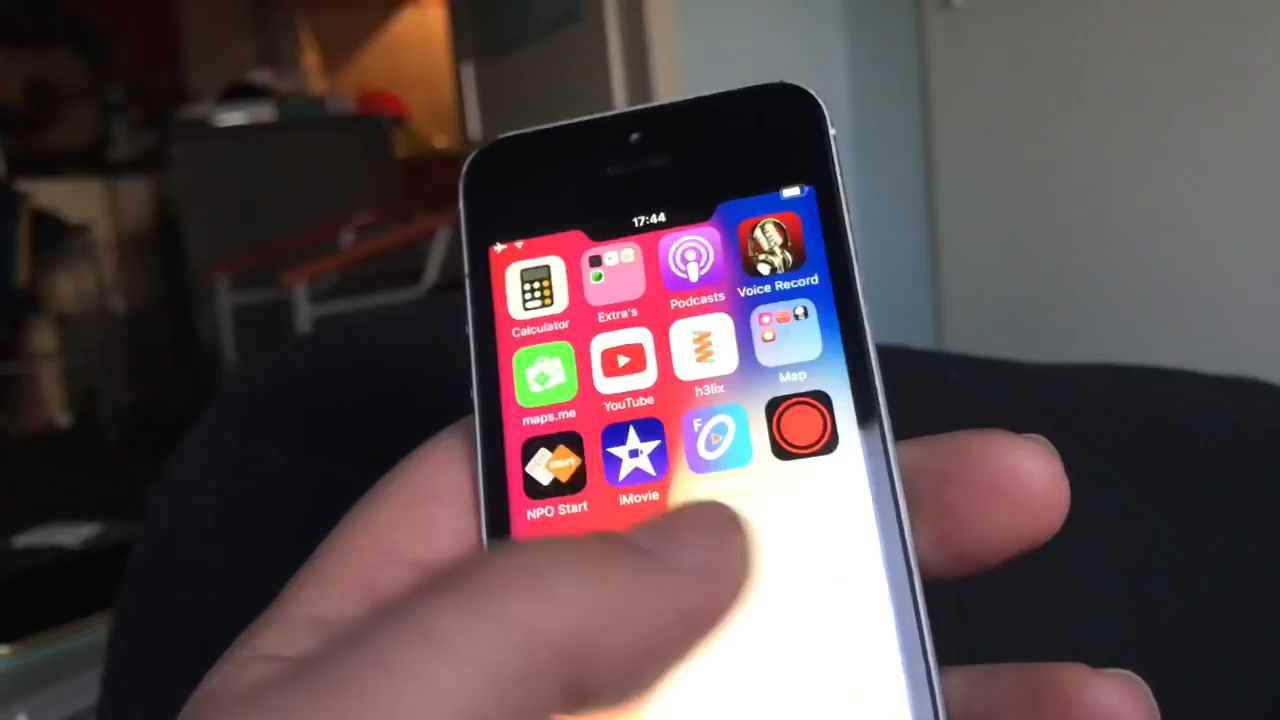 17:44
Calculator
Extra's
Podcasts
Voice Record
maps.me
YouTube
h3lix
Map
NPO Start
iMovie
F